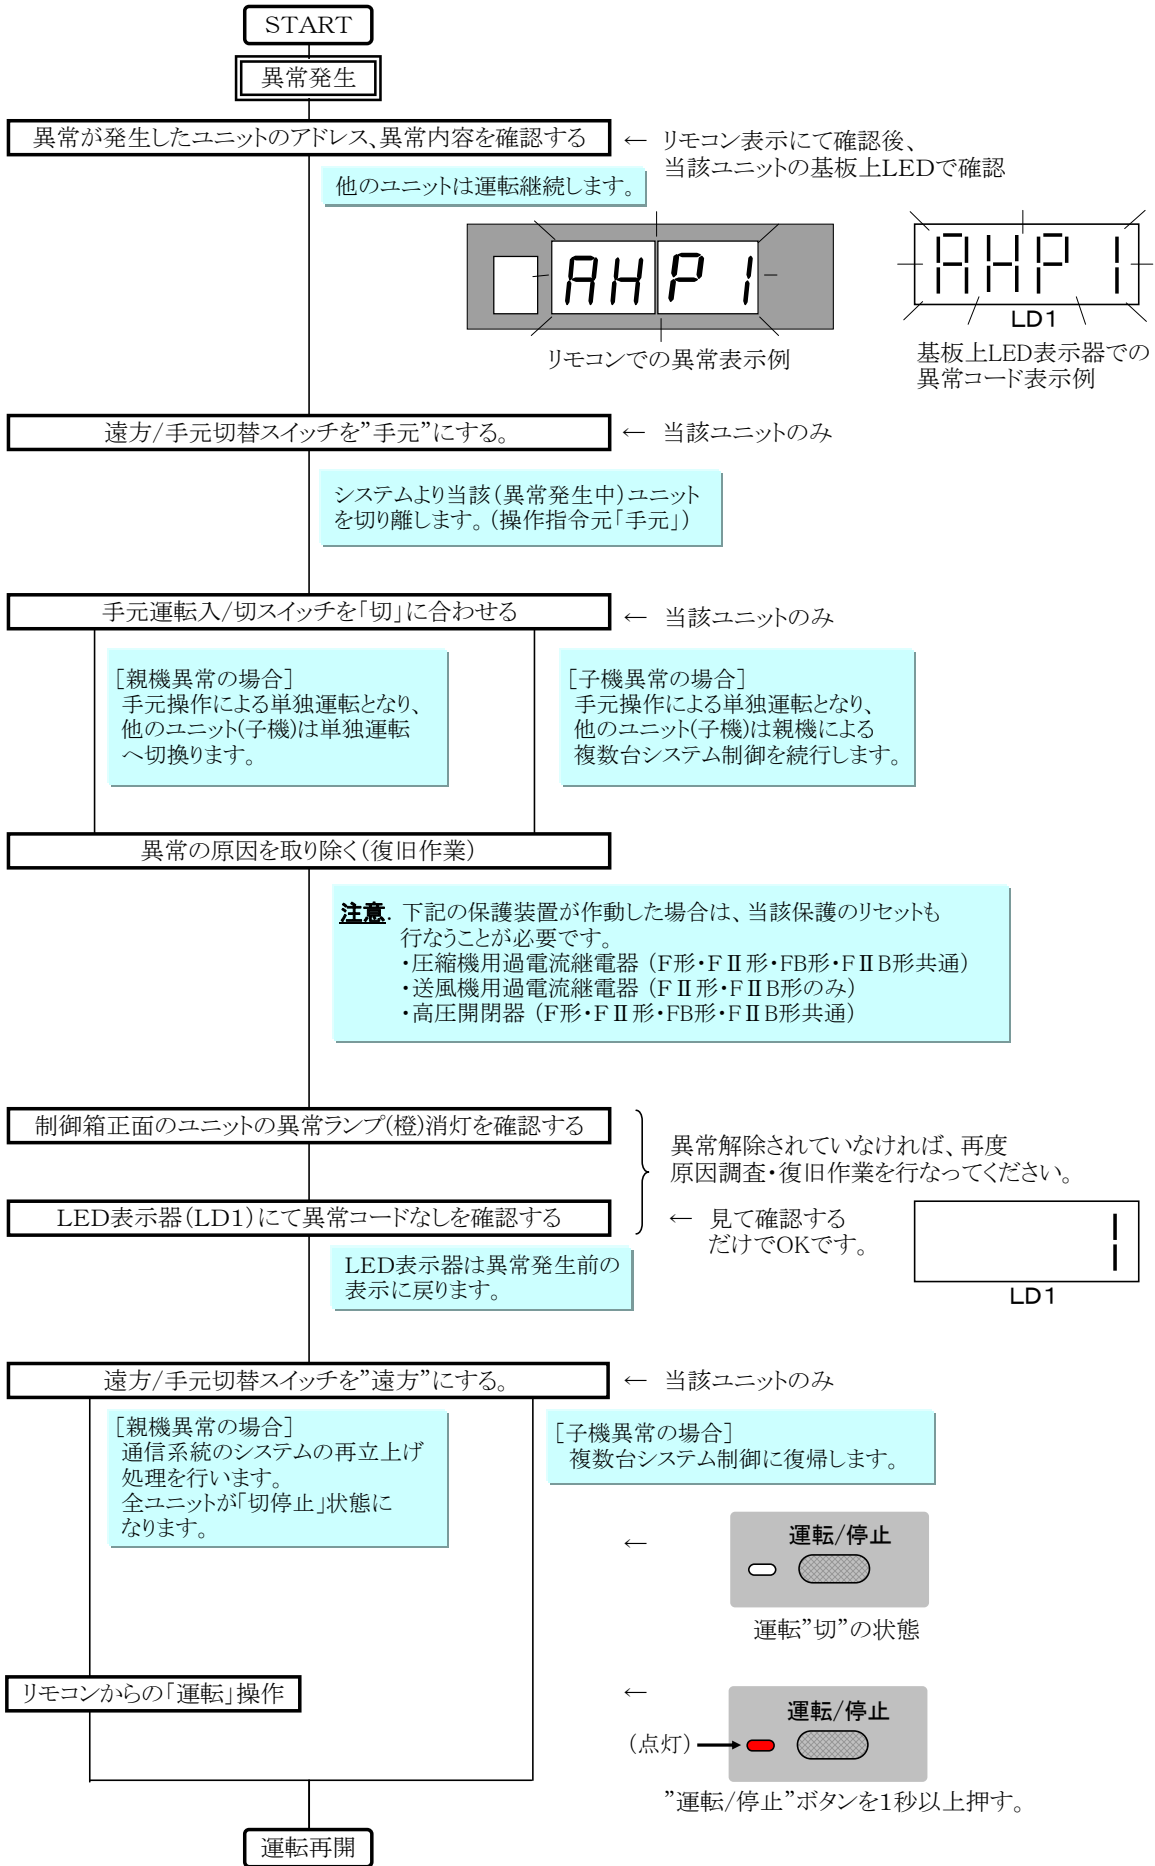 START
異常発生
異常が発生したユニットのアドレス、異常内容を確認する
← リモコン表示にて確認後、
当該ユニットの基板上LEDで確認
他のユニットは運転継続します。
AHP1
リモコンでの異常表示例
AHP1
LD1
基板上LED表示器での
異常コード表示例
遠方/手元切替スイッチを”手元”にする。
← 当該ユニットのみ
システムより当該(異常発生中)ユニット
を切り離します。(操作指令元「手元」)
手元運転入/切スイッチを「切」に合わせる
← 当該ユニットのみ
[親機異常の場合]
手元操作による単独運転となり、
他のユニット(子機)は単独運転
へ切換ります。
[子機異常の場合]
手元操作による単独運転となり、
他のユニット(子機)は親機による
複数台システム制御を続行します。
異常の原因を取り除く(復旧作業)
注意. 下記の保護装置が作動した場合は、当該保護のリセットも
行なうことが必要です。
・圧縮機用過電流継電器 (F形・FⅡ形・FB形・FⅡB形共通)
・送風機用過電流継電器 (FⅡ形・FⅡB形のみ)
・高圧開閉器 (F形・FⅡ形・FB形・FⅡB形共通)
制御箱正面のユニットの異常ランプ(橙)消灯を確認する
異常解除されていなければ、再度
原因調査・復旧作業を行なってください。
LED表示器(LD1)にて異常コードなしを確認する
← 見て確認する
だけでOKです。
1
LD1
LED表示器は異常発生前の
表示に戻ります。
遠方/手元切替スイッチを”遠方”にする。
← 当該ユニットのみ
[親機異常の場合]
通信系統のシステムの再立上げ
処理を行います。
全ユニットが「切停止」状態に
なります。
[子機異常の場合]
複数台システム制御に復帰します。
←
運転/停止
運転”切”の状態
リモコンからの「運転」操作
←
運転/停止
(点灯)
”運転/停止”ボタンを1秒以上押す。
運転再開